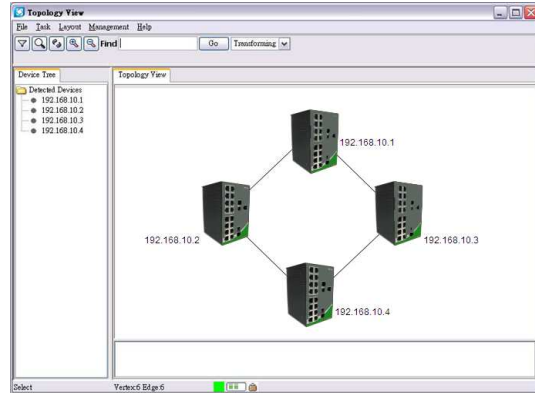 Topology View
File Task Layout Management Help
Find Go Transforming
Device Tree
Topology View
Detected Devices
192.168.10.1
192.168.10.2
192.168.10.3
192.168.10.4
192.168.10.1
192.168.10.2
192.168.10.3
192.168.10.4
Select
Vertex:6 Edge:6